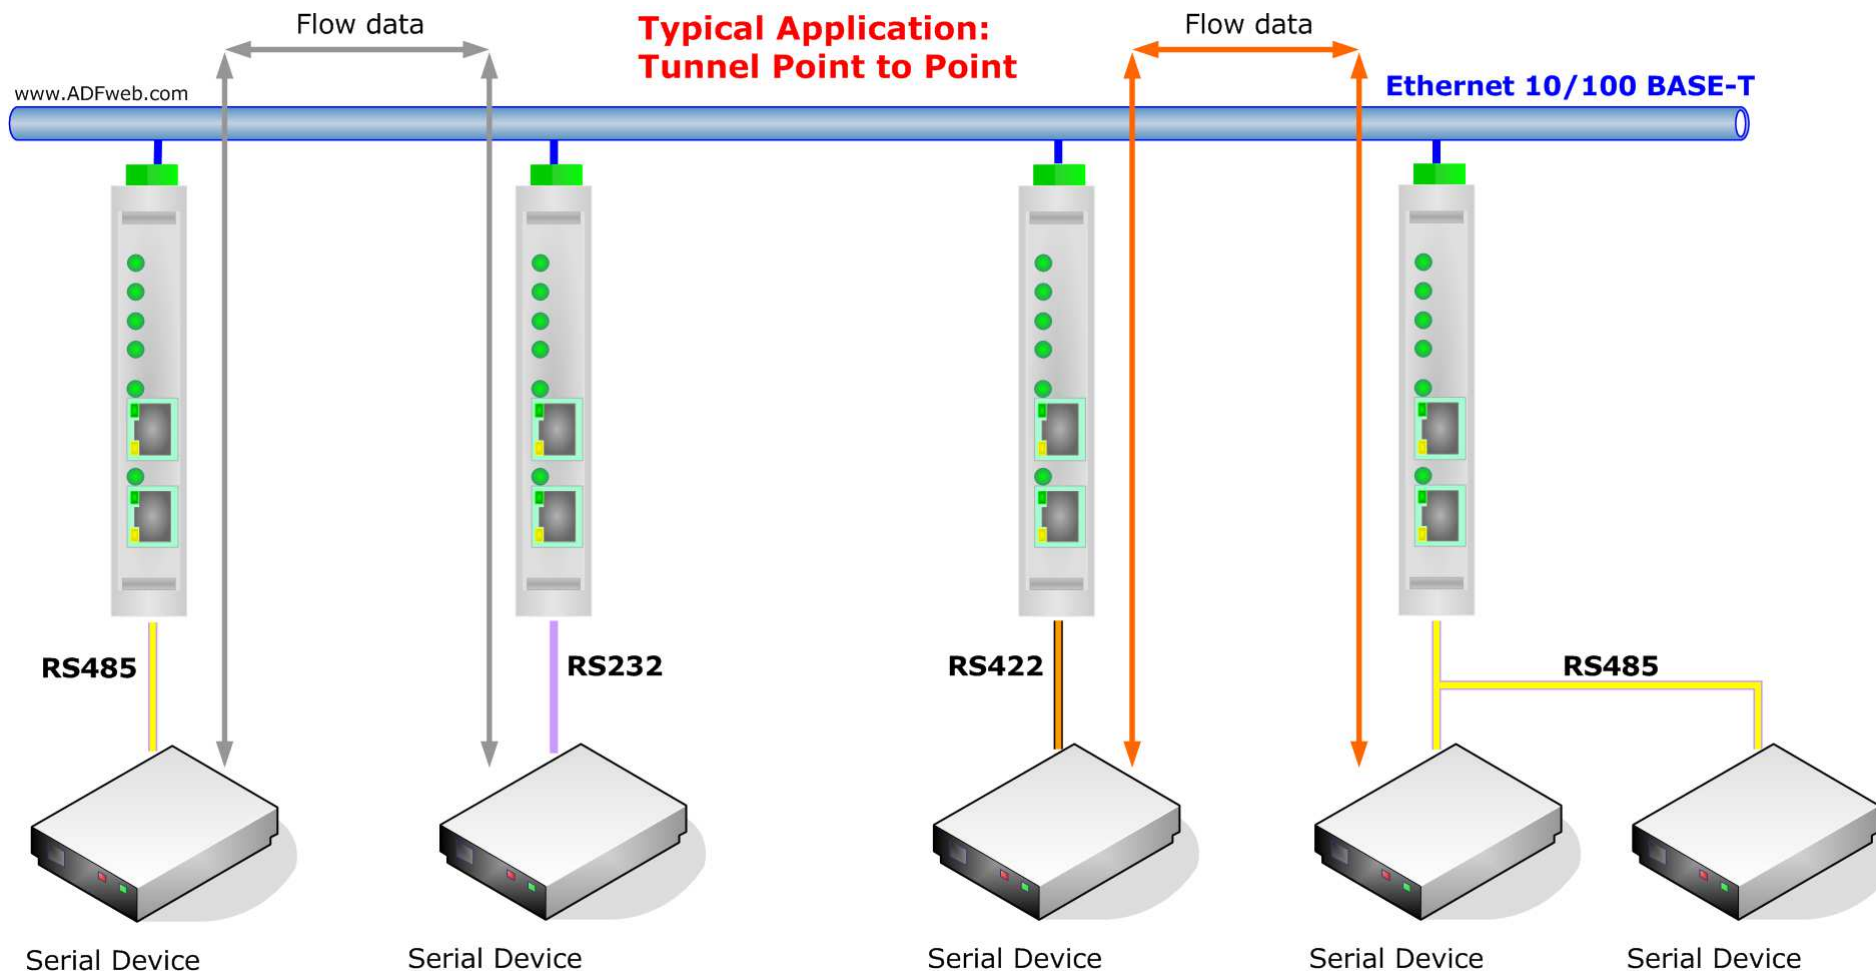 Flow data
Typical Application:
Tunnel Point to Point
Flow data
www.ADFweb.com
Ethernet 10/100 BASE-T
RS485
RS232
RS422
RS485
Serial Device
Serial Device
Serial Device
Serial Device
Serial Device